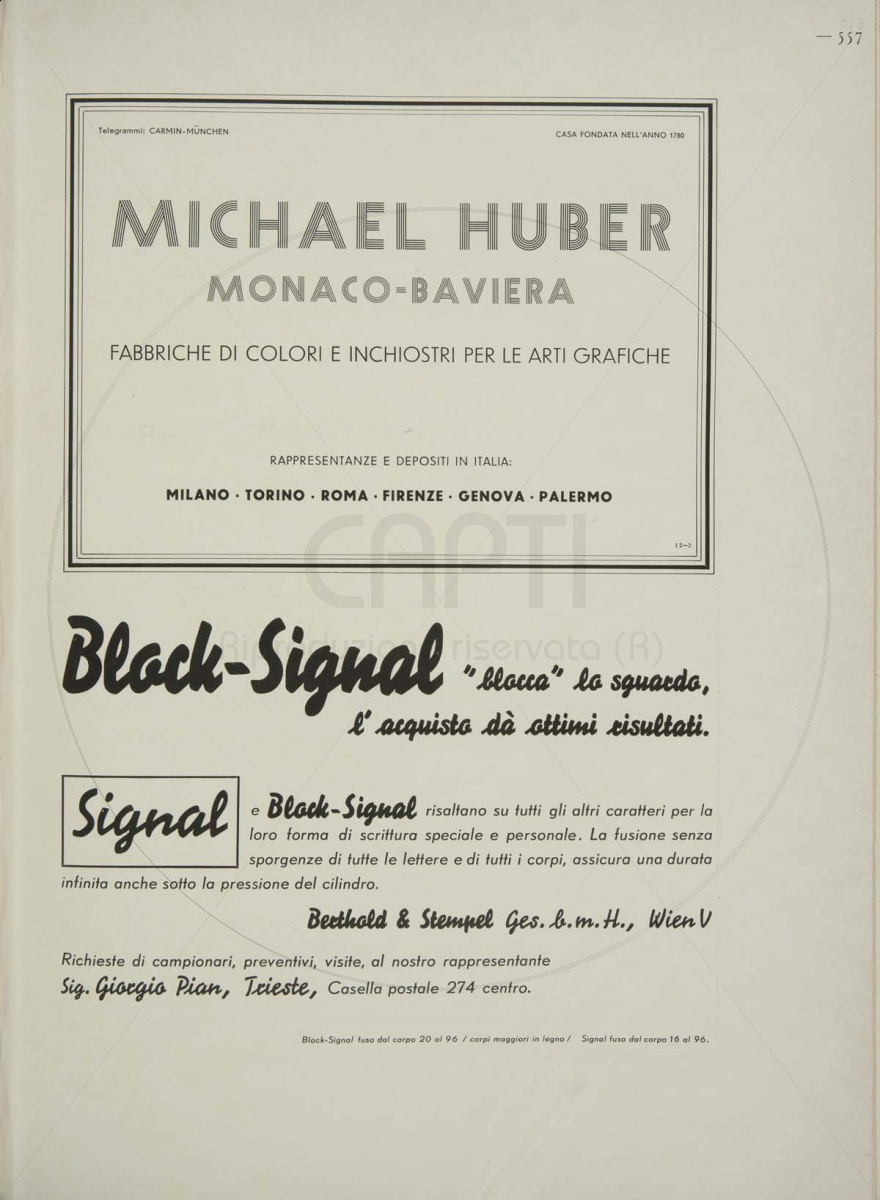 — 557
Telegrammi: CARMIN-MÜNCHEN
CASA FONDATA NELL'ANNO 1780
MICHAEL HUBER
MONACO-BAVIERA
FABBRICHE DI COLORI E INCHIOSTRI PER LE ARTI GRAFICHE
RAPPRESENTANZE E DEPOSITI IN ITALIA:
MILANO · TORINO · ROMA · FIRENZE · GENOVA · PALERMO
12-2
CAPTI
Riproduzione riservata (R)
Block-Signal "blocca" lo sguardo,
l'acquisto dà ottimi risultati.
Signal
e Block-Signal risaltano su tutti gli altri caratteri per la
loro forma di scrittura speciale e personale. La fusione senza
sporgenze di tutte le lettere e di tutti i corpi, assicura una durata
infinita anche sotto la pressione del cilindro.
Berthold & Stempel Ges. b. m. H., Wien V
Richieste di campionari, preventivi, visite, al nostro rappresentante
Sig. Giorgio Pian, Trieste, Casella postale 274 centro.
Block-Signal fuso dal corpo 20 al 96 / corpi maggiori in legno / Signal fuso dal corpo 16 al 96.